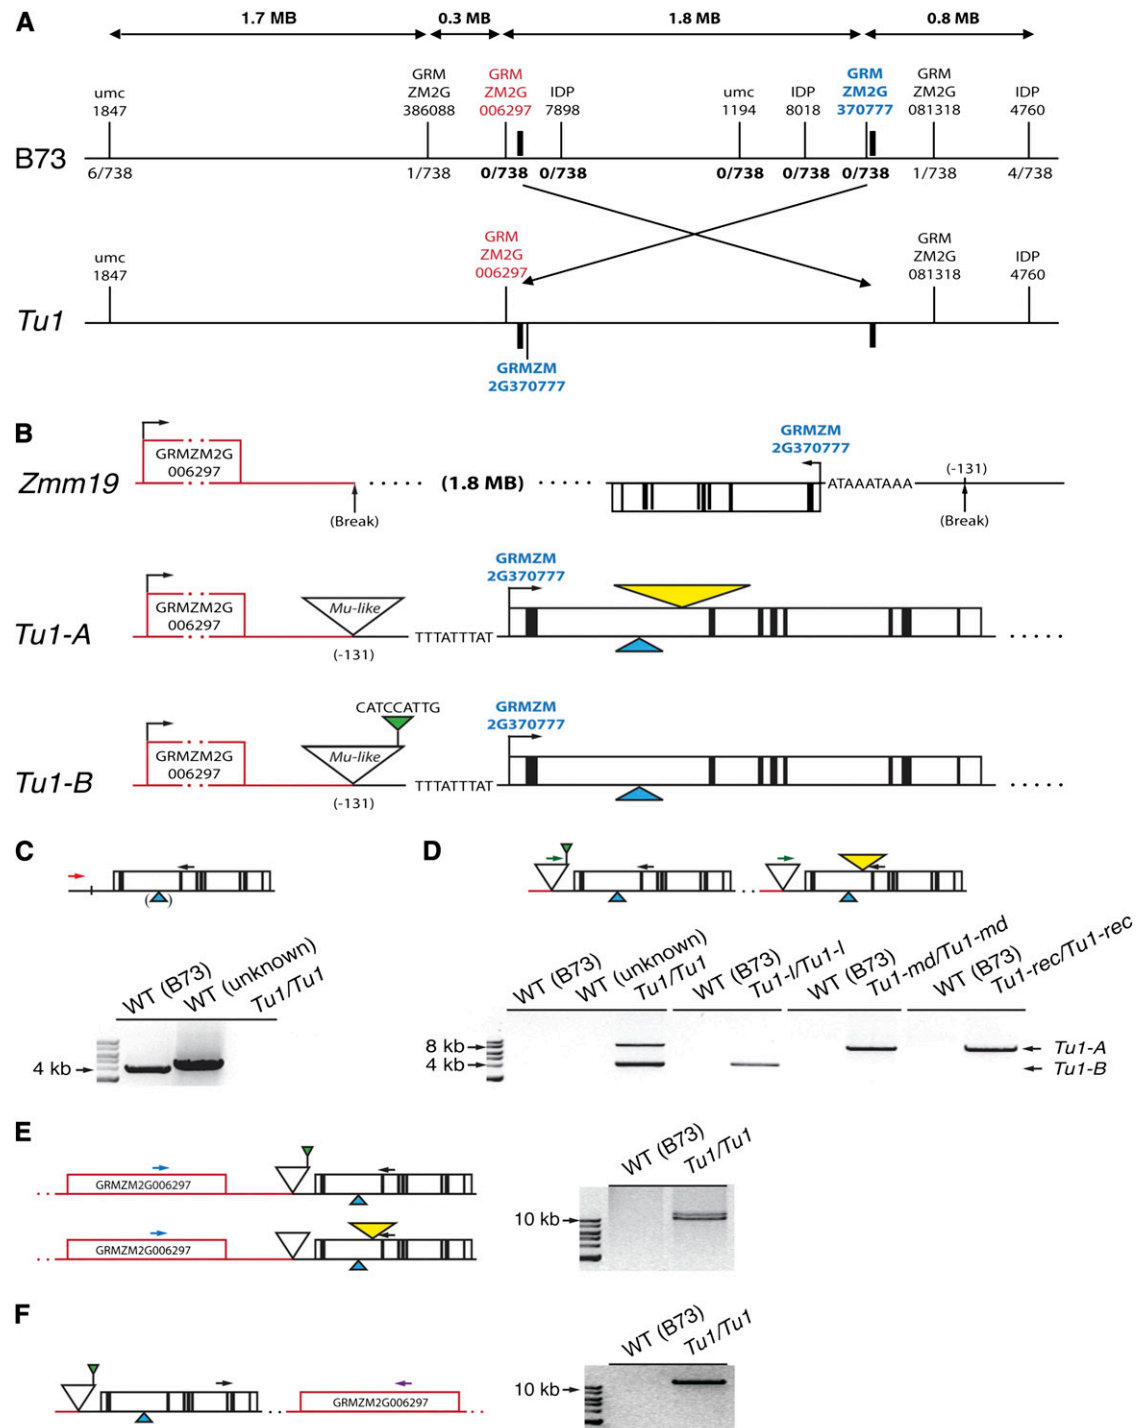 A
1.7 MB
0.3 MB
1.8 MB
0.8 MB
umc
1847
GRM
ZM2G
386088
GRM
ZM2G
006297
IDP
7898
umc
1194
IDP
8018
GRM
ZM2G
370777
GRM
ZM2G
081318
IDP
4760
B73
6/738
1/738
0/738
0/738
0/738
0/738
0/738
1/738
4/738
umc
1847
GRM
ZM2G
006297
GRM
ZM2G
081318
IDP
4760
Tu1
GRMZM
2G370777
B
Zmm19
GRMZM2G
006297
(Break)
(1.8 MB)
GRMZM
2G370777
ATAAATAAA
(-131)
(Break)
Tu1-A
GRMZM2G
006297
Mu-like
(-131)
TTTATTTAT
GRMZM
2G370777
Tu1-B
GRMZM2G
006297
CATCCATTG
Mu-like
(-131)
TTTATTTAT
GRMZM
2G370777
C
( )
WT (B73)
WT (unknown)
Tu1/Tu1
4 kb
D
WT (B73)
WT (unknown)
Tu1/Tu1
WT (B73)
Tu1-l/Tu1-l
WT (B73)
Tu1-md/Tu1-md
WT (B73)
Tu1-rec/Tu1-rec
8 kb
4 kb
Tu1-A
Tu1-B
E
GRMZM2G006297
GRMZM2G006297
WT (B73)
Tu1/Tu1
10 kb
F
GRMZM2G006297
WT (B73)
Tu1/Tu1
10 kb